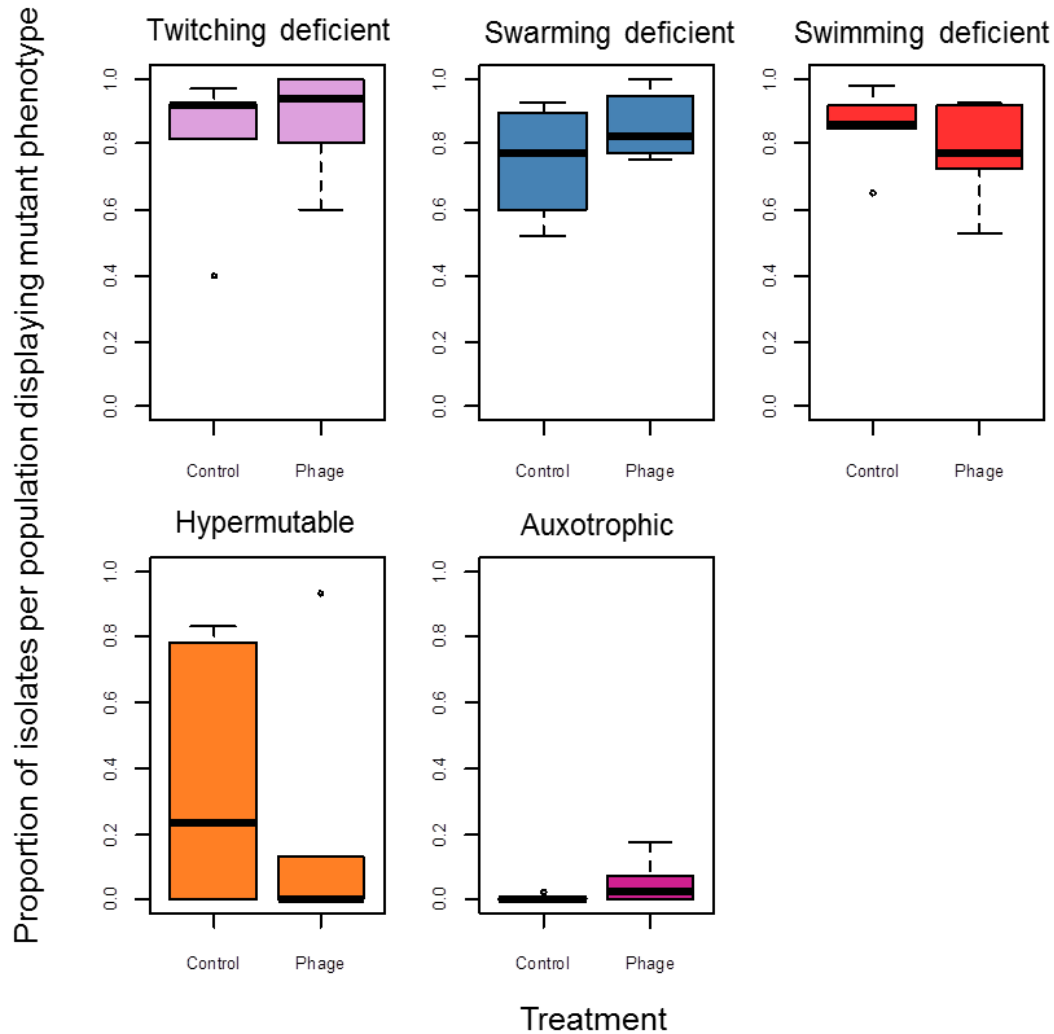 Proportion of isolates per population displaying mutant phenotype
Twitching deficient
1.0
0.8
0.6
0.4
0.2
0.0
Control
Phage
Swarming deficient
1.0
0.8
0.6
0.4
0.2
0.0
Control
Phage
Swimming deficient
1.0
0.8
0.6
0.4
0.2
0.0
Control
Phage
Hypermutable
1.0
0.8
0.6
0.4
0.2
0.0
Control
Phage
Auxotrophic
1.0
0.8
0.6
0.4
0.2
0.0
Control
Phage
Treatment